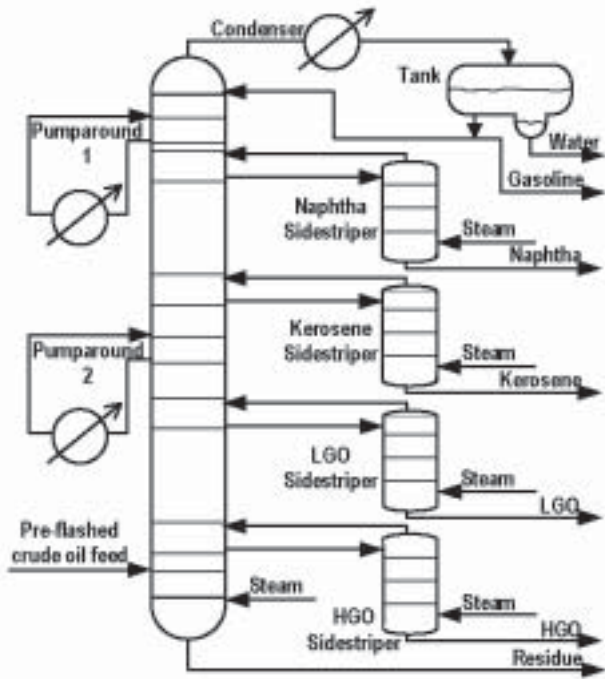 Condenser
Tank
Pumparound
1
Water
Gasoline
Naphtha
Sidestriper
Steam
Naphtha
Kerosene
Sidestriper
Steam
Kerosene
Pumparound
2
LGO
Sidestriper
Steam
LGO
Pre-flashed
crude oil feed
Steam
Steam
HGO
Sidestriper
HGO
Residue